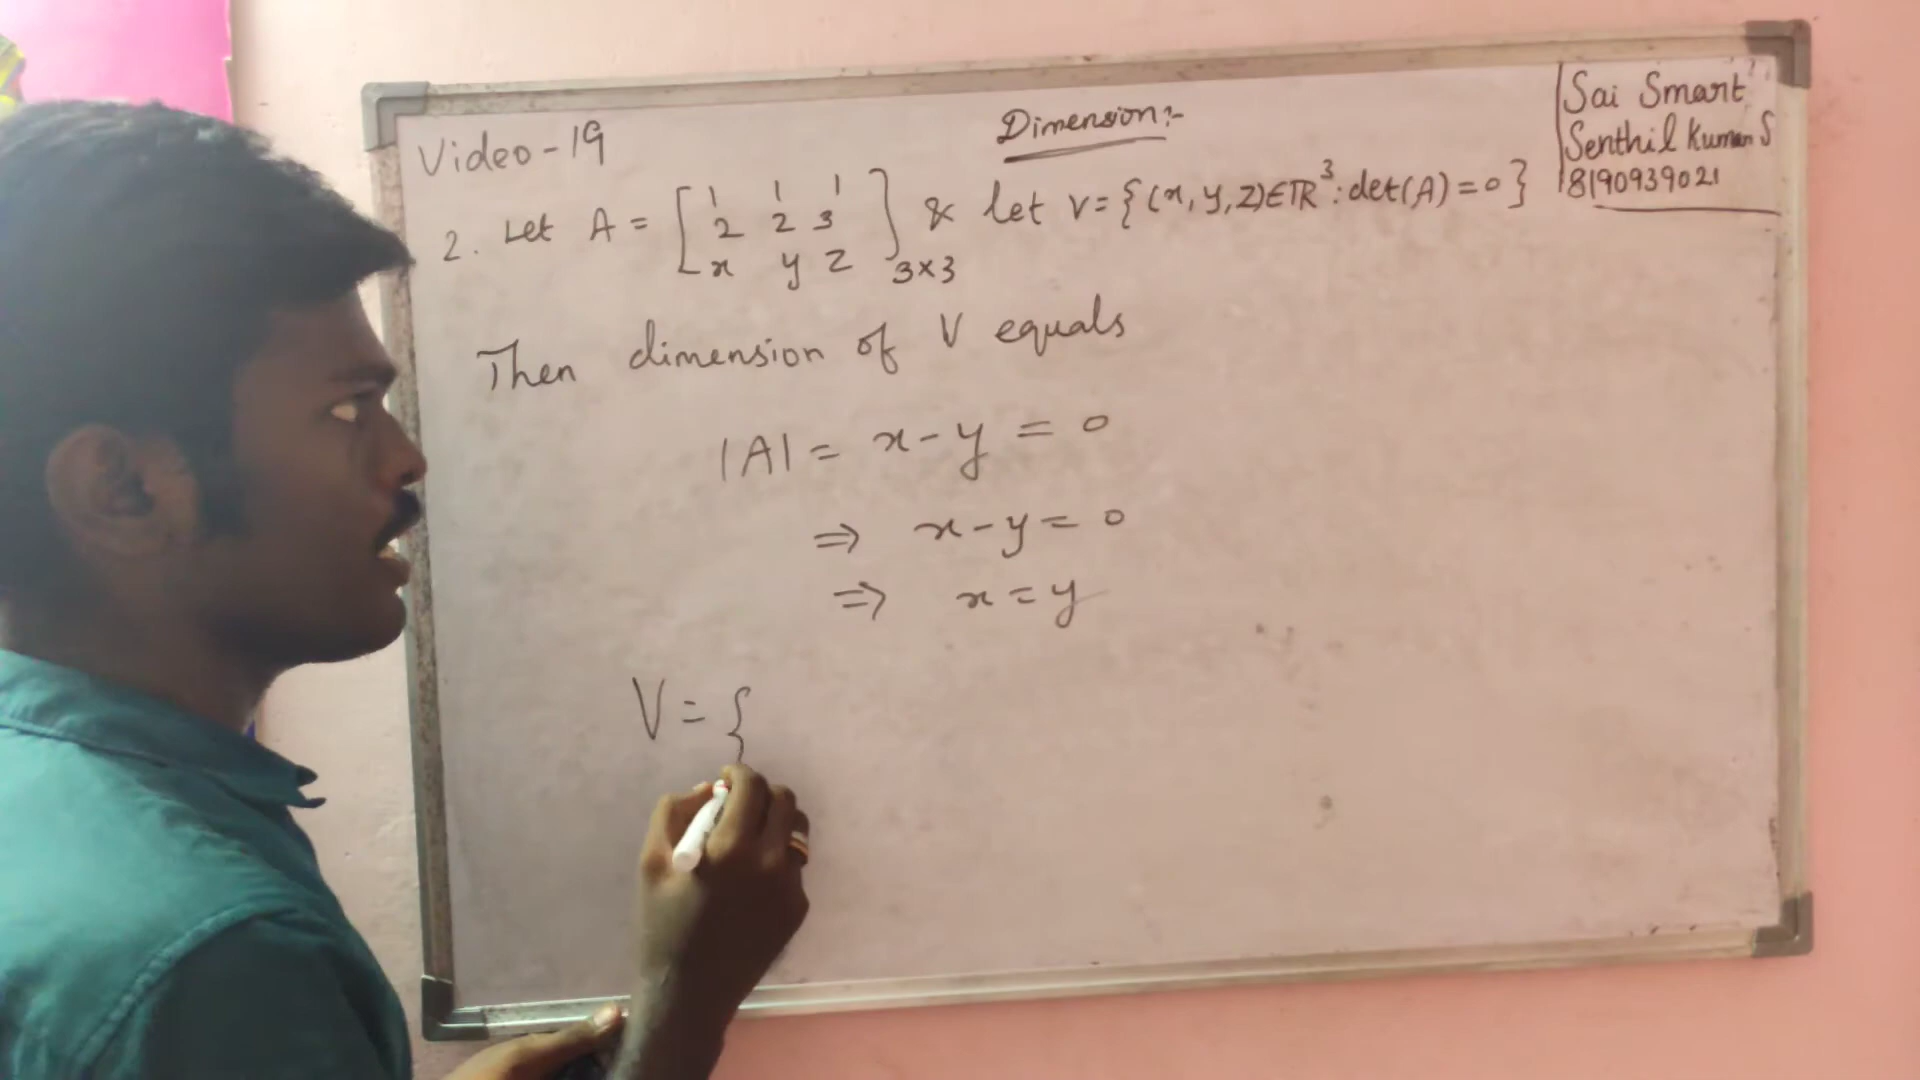 Video-19
Dimension:-
Sai Smart
Senthil Kumar S
8190939021
2. Let A = [ 1 1 1
2 2 3
x y z ] 3×3 & let V = {(x, y, z) ∈ ℝ³ : det(A) = 0}
Then dimension of V equals
|A| = x - y = 0
⇒ x - y = 0
⇒ x = y
V = {